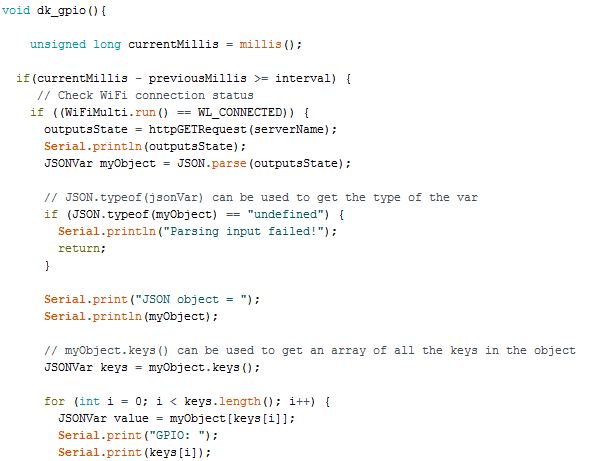 void dk_gpio(){
unsigned long currentMillis = millis();
if(currentMillis - previousMillis >= interval) {
// Check WiFi connection status
if ((WiFiMulti.run() == WL_CONNECTED)) {
outputsState = httpGETRequest(serverName);
Serial.println(outputsState);
JSONVar myObject = JSON.parse(outputsState);
// JSON.typeof(jsonVar) can be used to get the type of the var
if (JSON.typeof(myObject) == "undefined") {
Serial.println("Parsing input failed!");
return;
}
Serial.print("JSON object = ");
Serial.println(myObject);
// myObject.keys() can be used to get an array of all the keys in the object
JSONVar keys = myObject.keys();
for (int i = 0; i < keys.length(); i++) {
JSONVar value = myObject[keys[i]];
Serial.print("GPIO: ");
Serial.print(keys[i]);